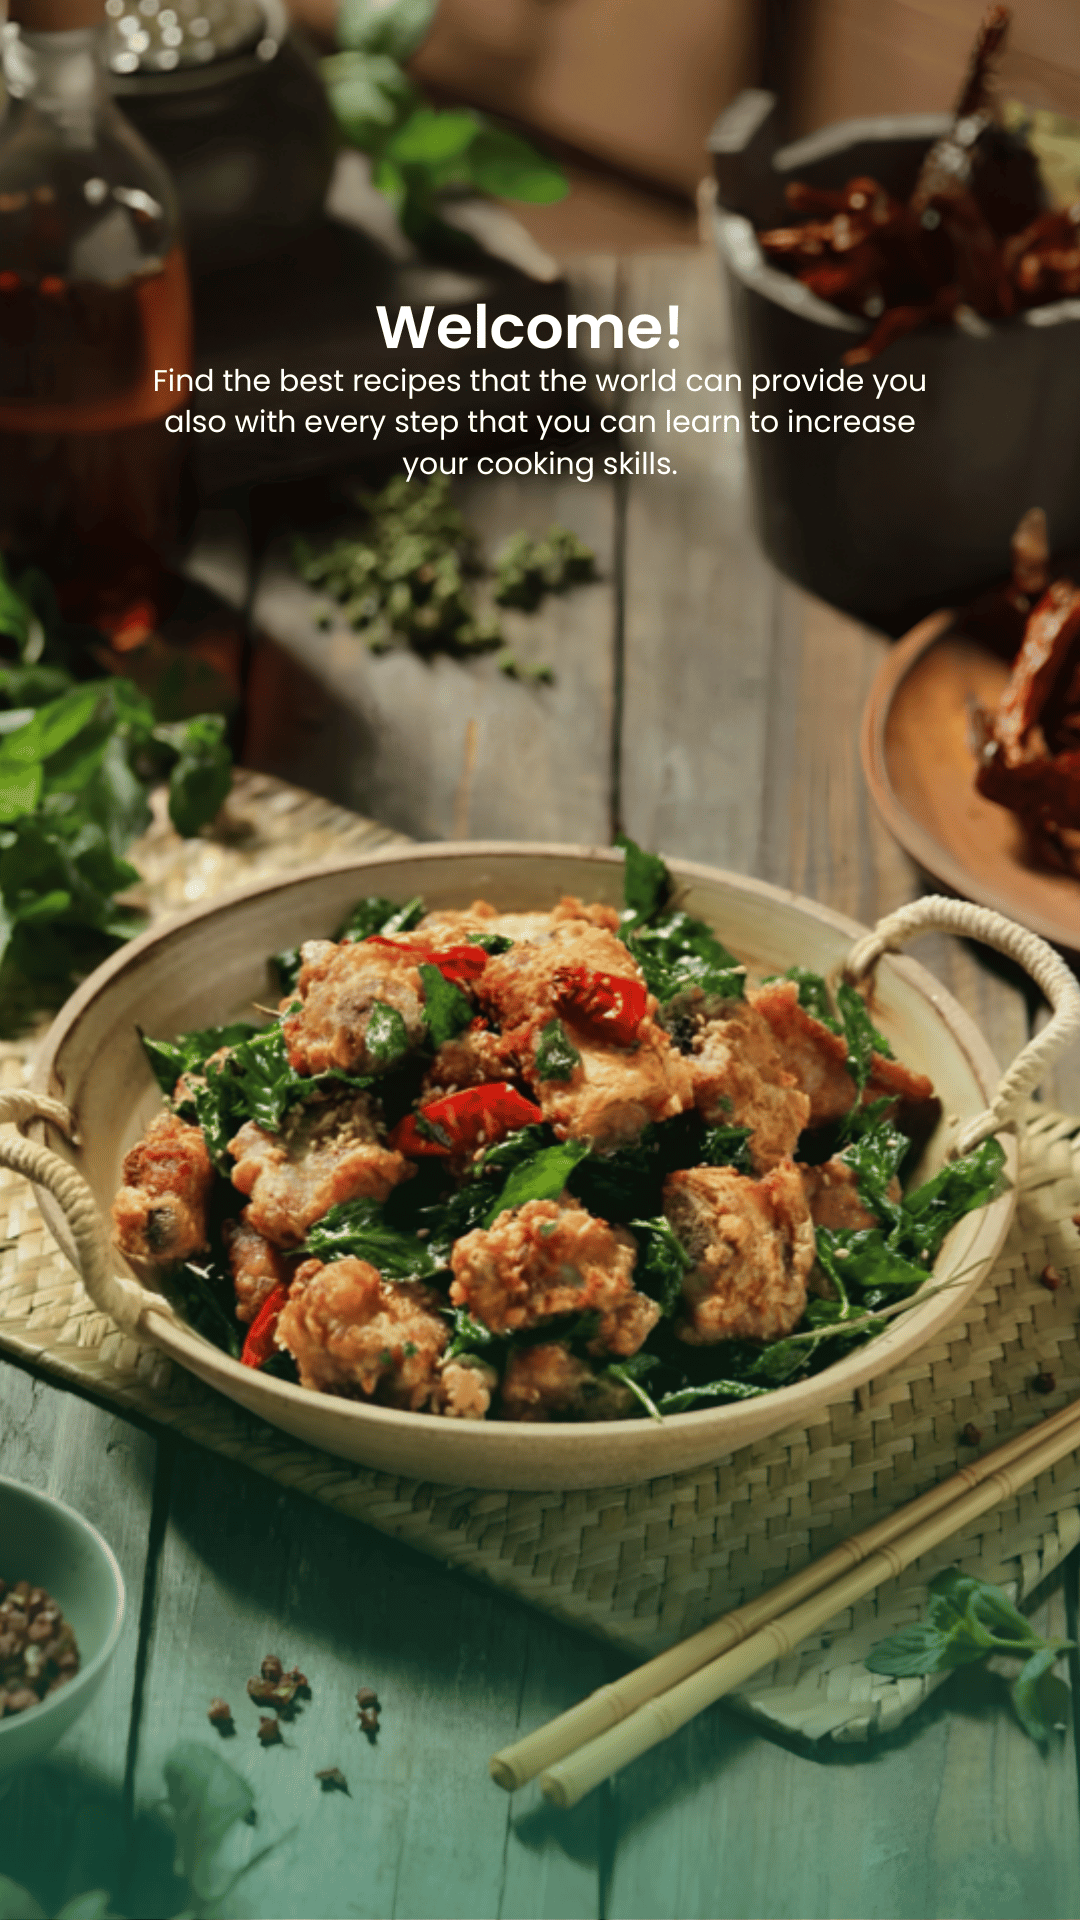 Welcome!
Find the best recipes that the world can provide you
also with every step that you can learn to increase
your cooking skills.